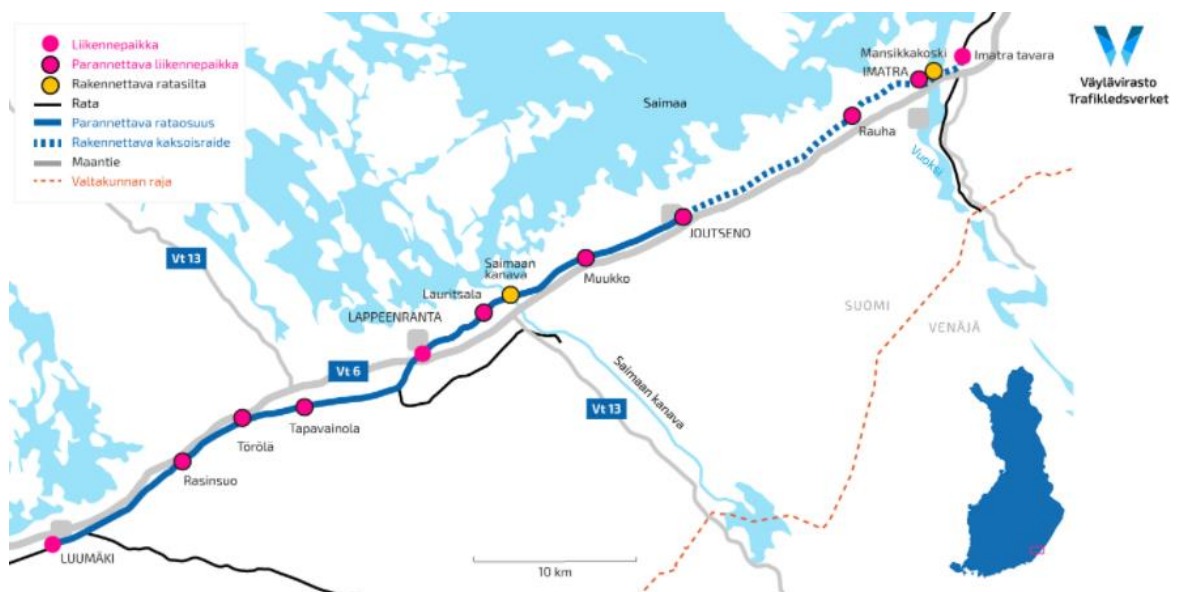 Liikennepaikka
Parannettava liikennepaikka
Rakennettava ratasilta
Rata
Parannettava rataosuus
Rakennettava kaksoisraide
Maantie
Valtakunnan raja
Väylävirasto
Trafikledsverket
Mansikkakoski
Imatra tavara
IMATRA
Saimaa
Rauha
Vuoksi
JOUTSENO
Vt 13
Saimaan
kanava
Muukko
Lauritsala
LAPPEENRANTA
SUOMI
VENÄJÄ
Vt 6
Saimaan kanava
Vt 13
Tapavainola
Törölä
Rasinsuo
LUUMÄKI
10 km